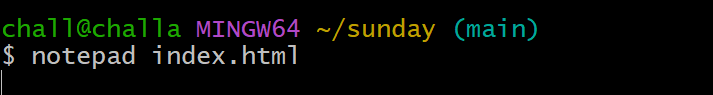 chall@challa MINGW64 ~/sunday (main)
$ notepad index.html